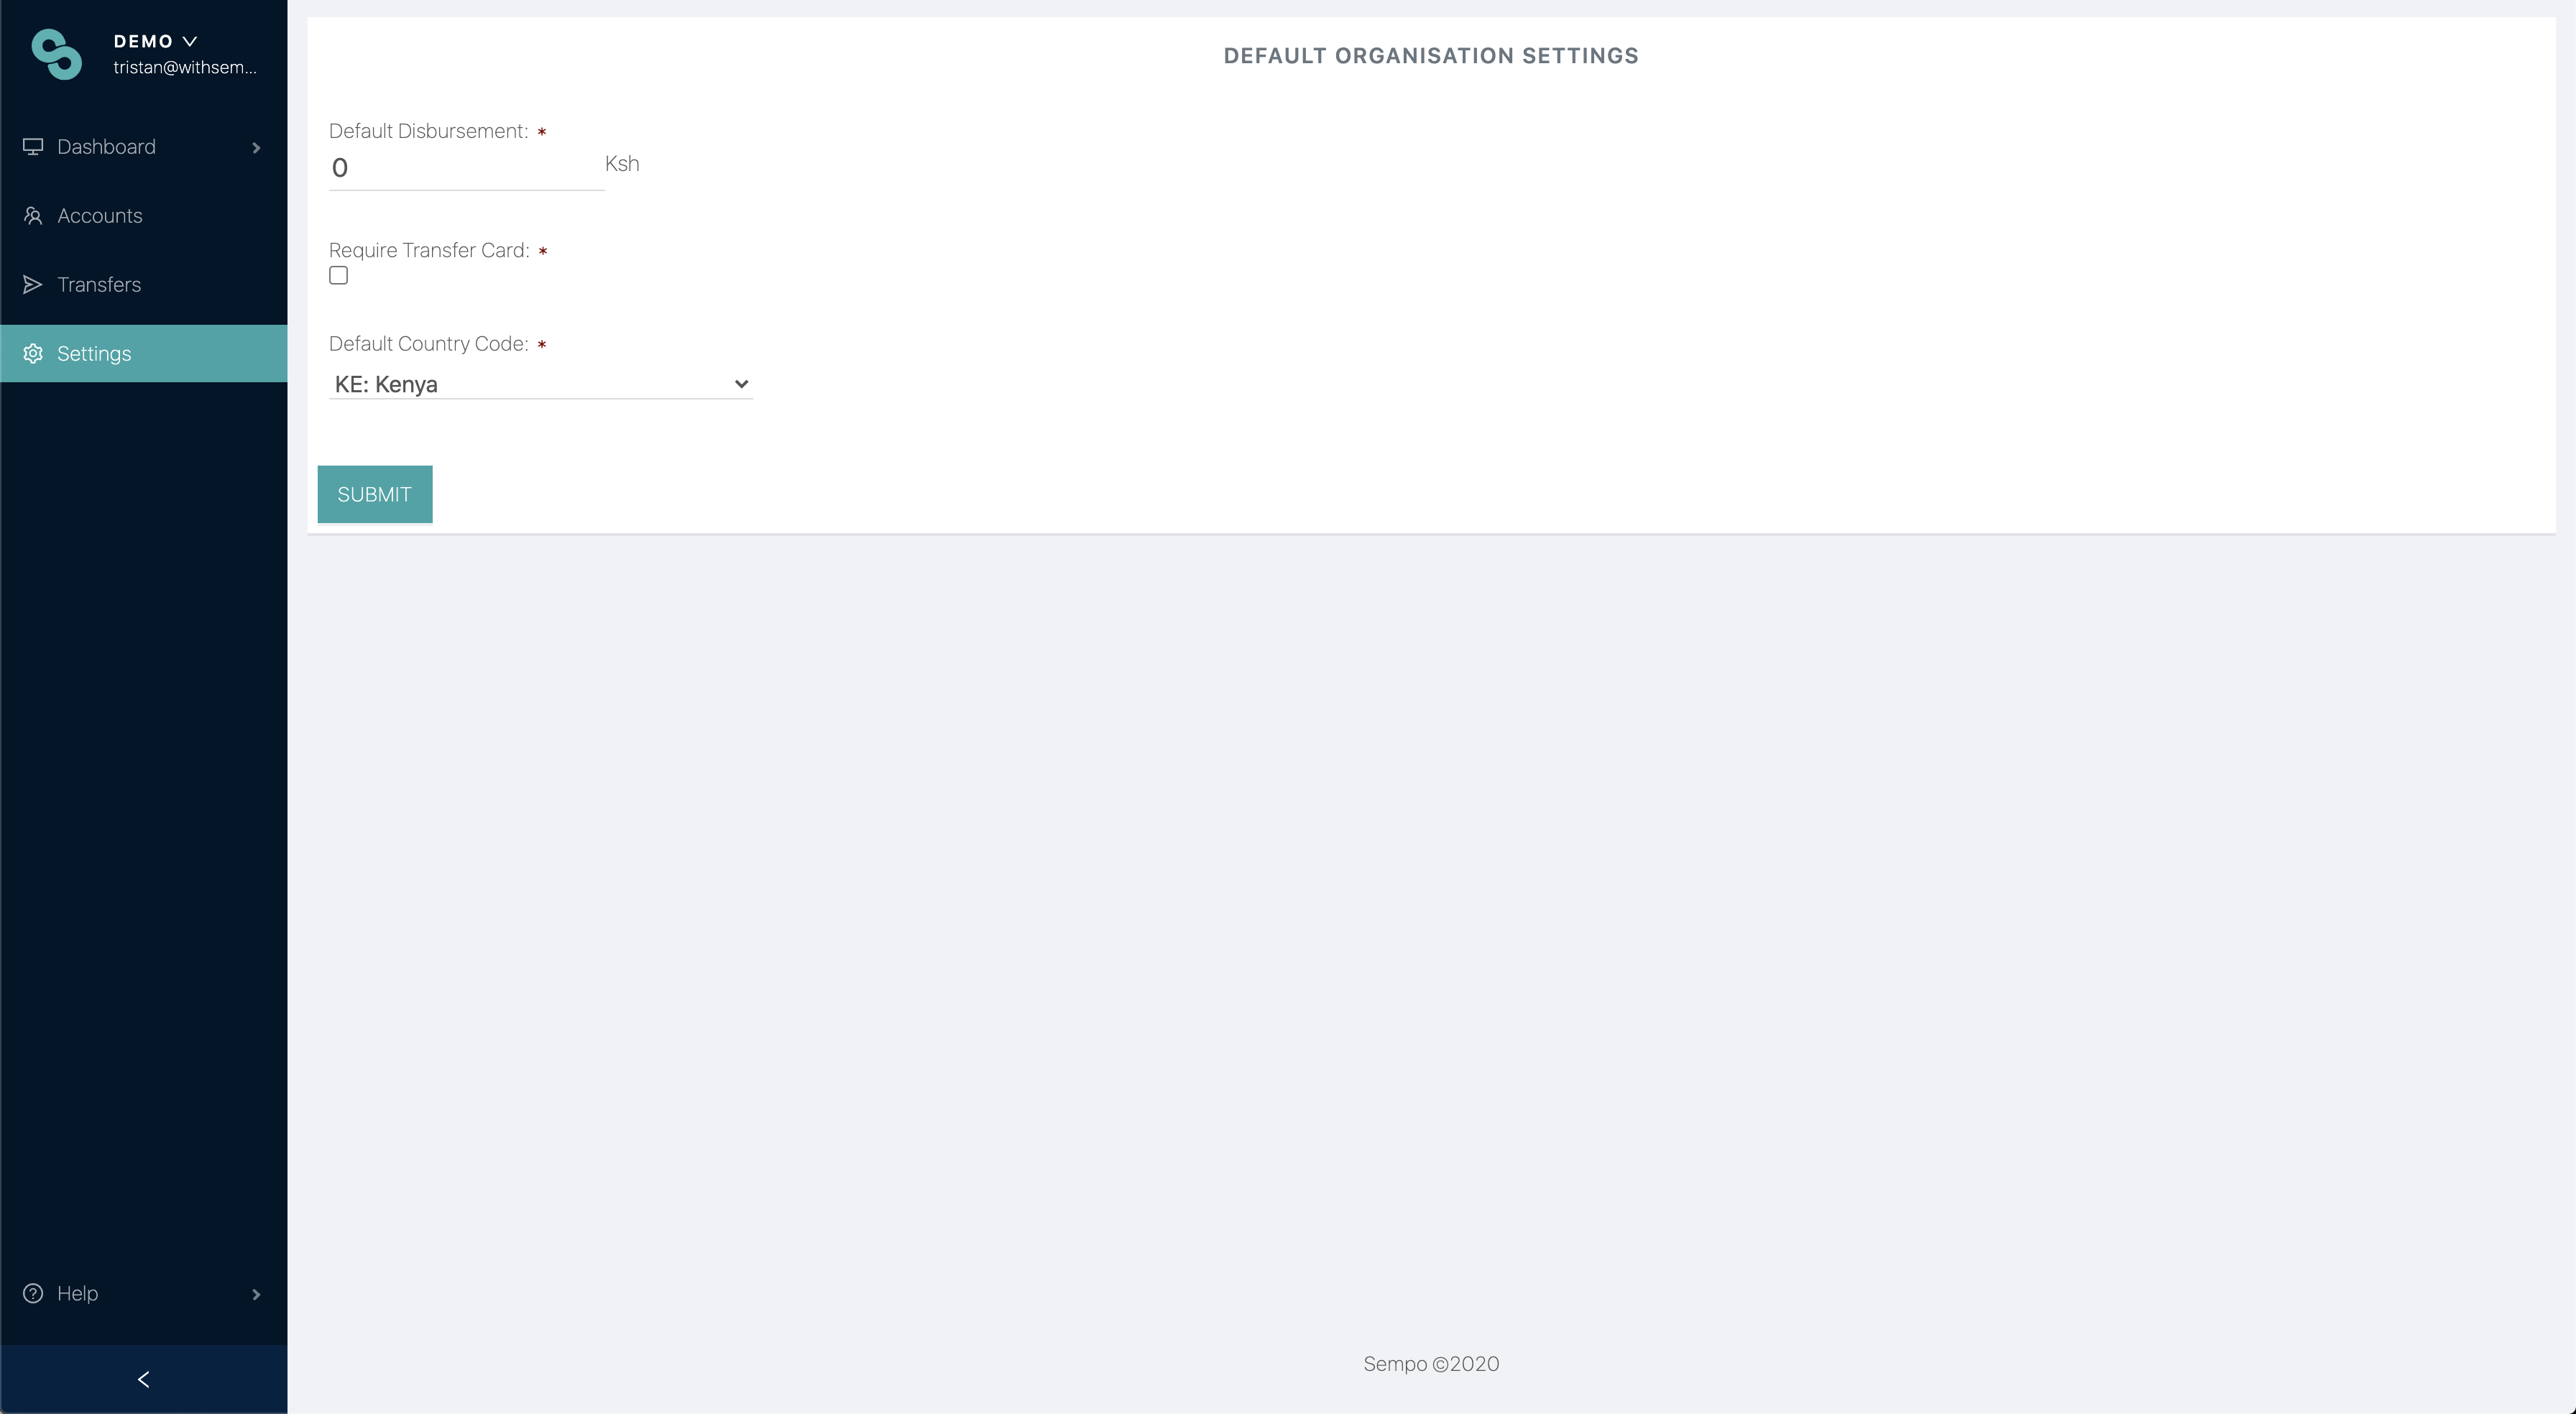 DEMO
tristan@withsem...
Dashboard
Accounts
Transfers
Settings
Help
DEFAULT ORGANISATION SETTINGS
Default Disbursement: *
0 Ksh
Require Transfer Card: *
Default Country Code: *
KE: Kenya
SUBMIT
Sempo ©2020